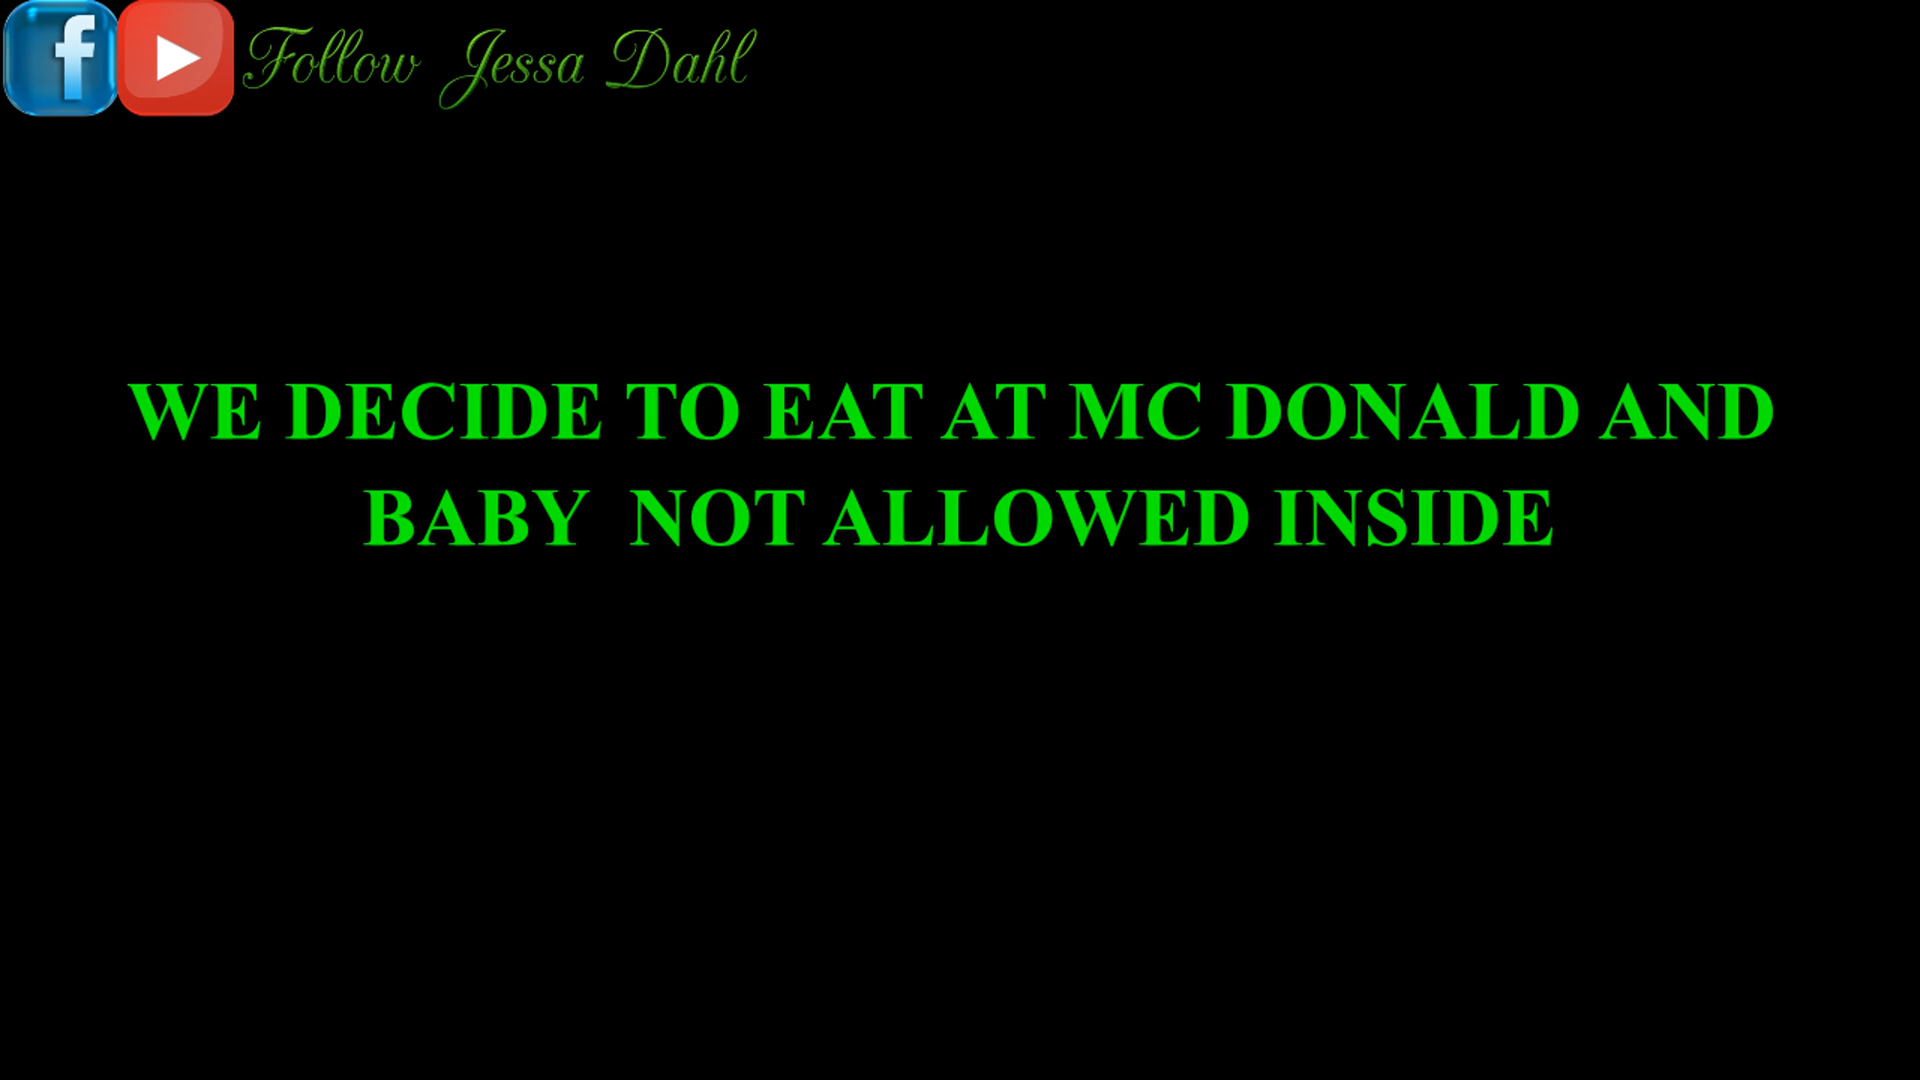 Follow Jessa Dahl
WE DECIDE TO EAT AT MC DONALD AND
BABY  NOT ALLOWED INSIDE